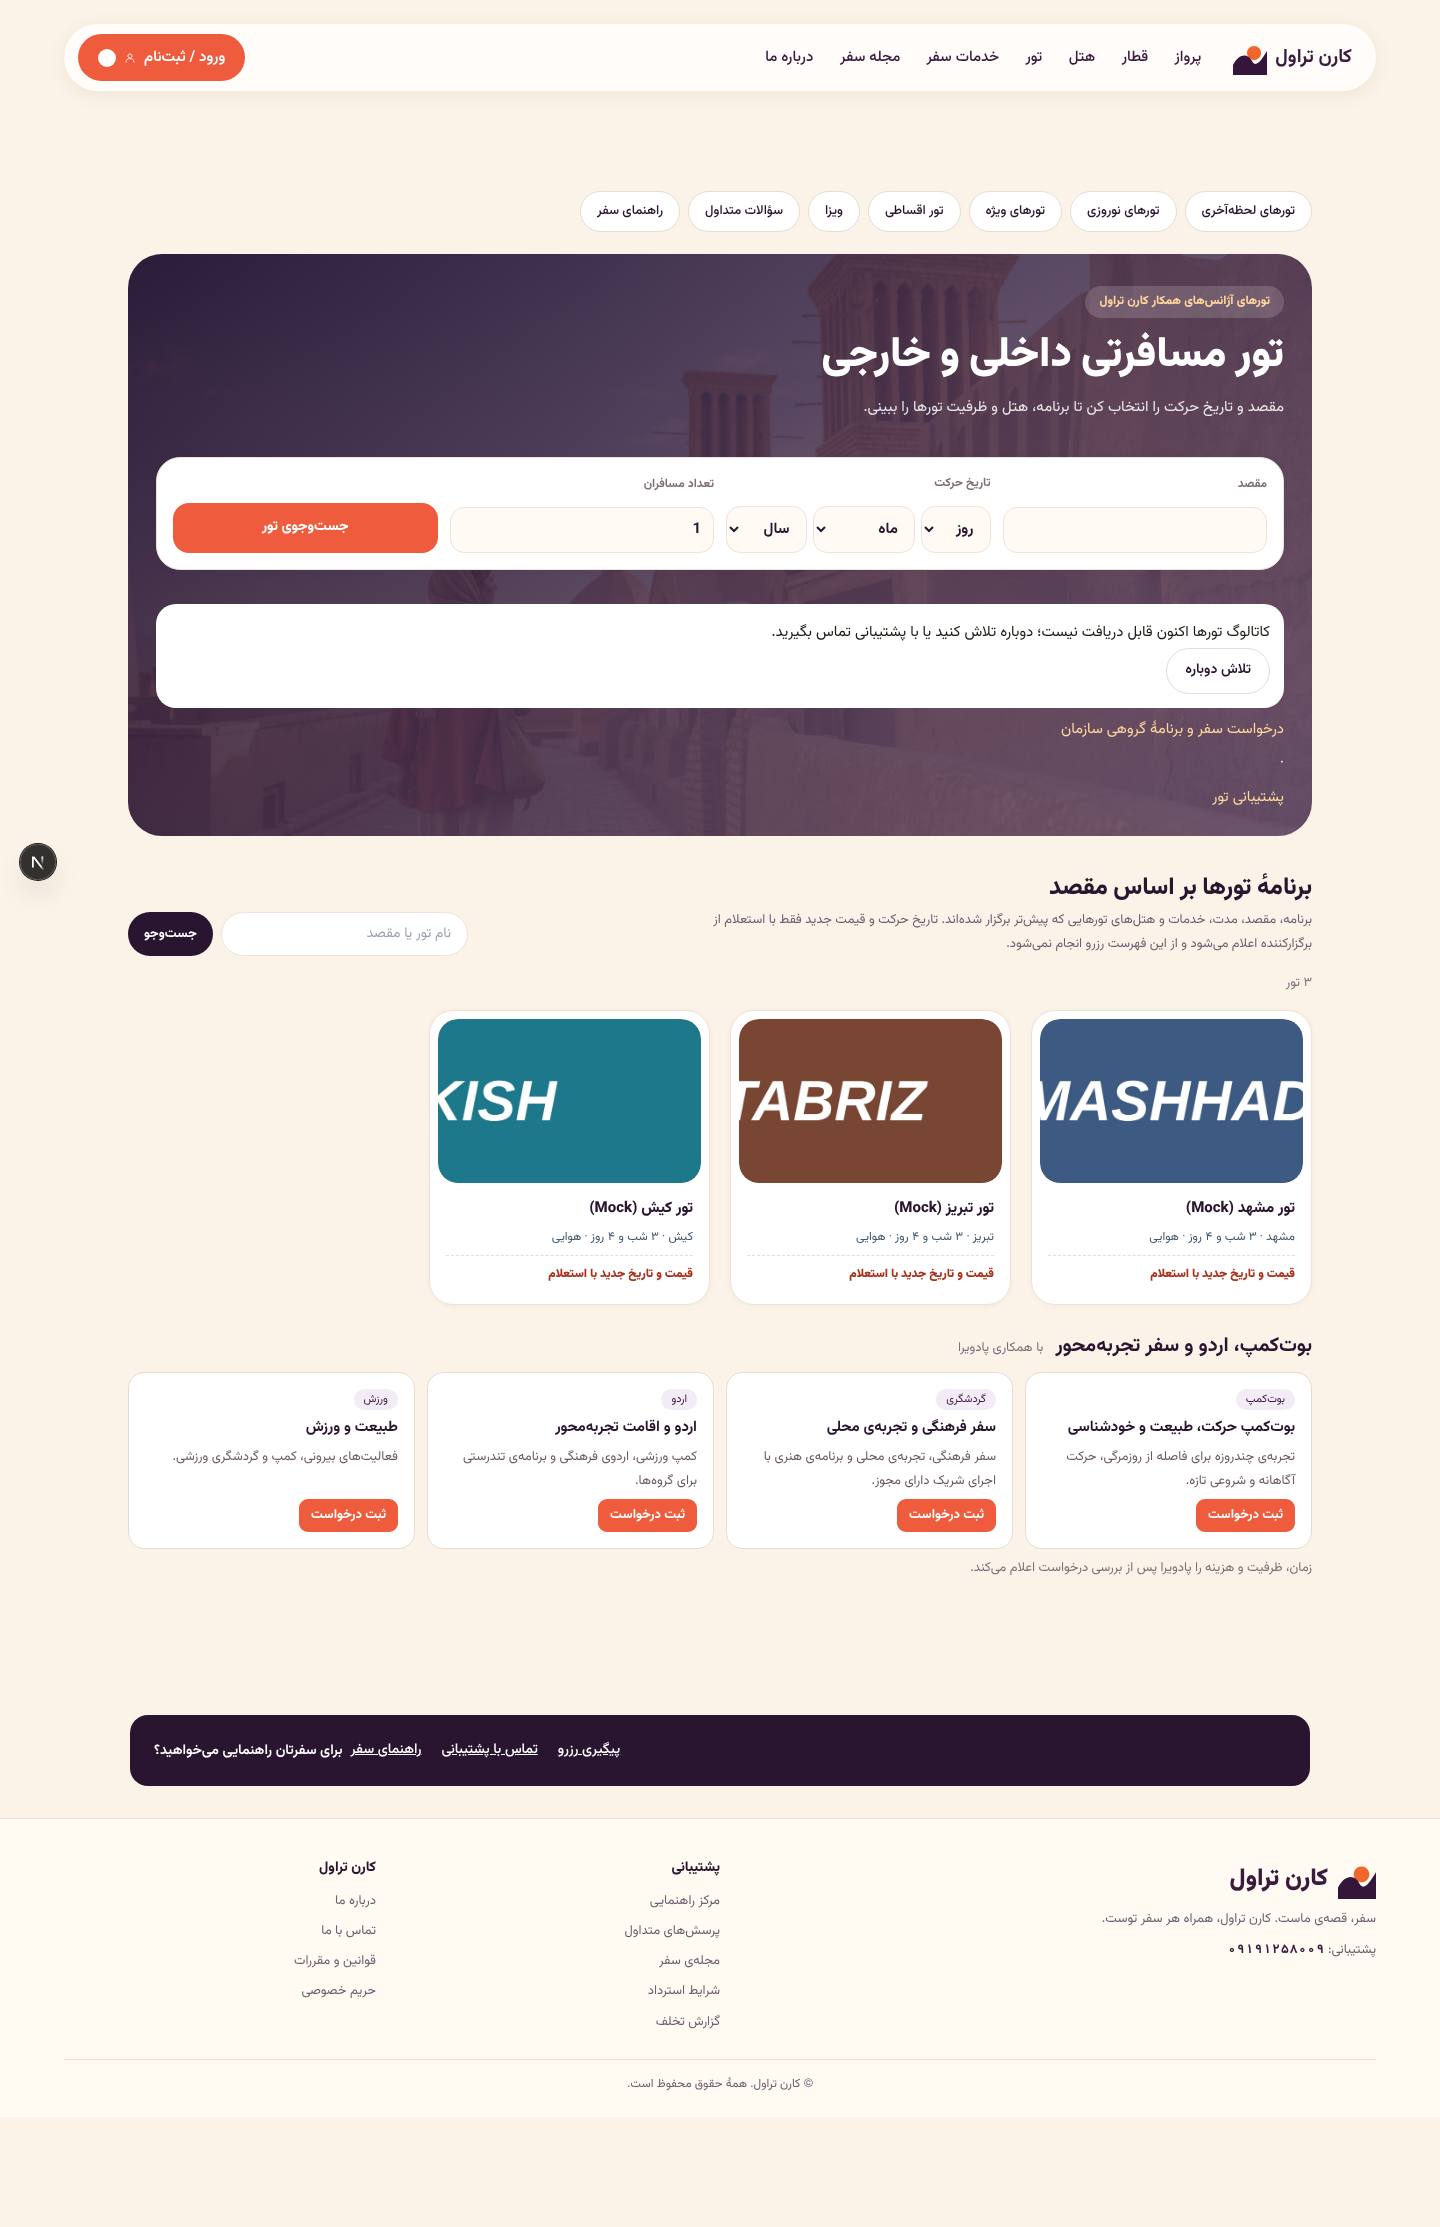 کارن تراول
پرواز
قطار
هتل
تور
خدمات سفر
مجله سفر
درباره ما
ورود / ثبت‌نام
تورهای لحظه‌آخری
تورهای نوروزی
تورهای ویژه
تور اقساطی
ویزا
سؤالات متداول
راهنمای سفر
تورهای آژانس‌های همکار کارن تراول
تور مسافرتی داخلی و خارجی
مقصد و تاریخ حرکت را انتخاب کن تا برنامه، هتل و ظرفیت تورها را ببینی.
مقصد
تاریخ حرکت
تعداد مسافران
روز
ماه
سال
1
جست‌وجوی تور
کاتالوگ تورها اکنون قابل دریافت نیست؛ دوباره تلاش کنید یا با پشتیبانی تماس بگیرید.
تلاش دوباره
درخواست سفر و برنامهٔ گروهی سازمان
.
پشتیبانی تور
N
برنامهٔ تورها بر اساس مقصد
برنامه، مقصد، مدت، خدمات و هتل‌های تورهایی که پیش‌تر برگزار شده‌اند. تاریخ حرکت و قیمت جدید فقط با استعلام از
برگزارکننده اعلام می‌شود و از این فهرست رزرو انجام نمی‌شود.
نام تور یا مقصد
جست‌وجو
۳ تور
MASHHAD
تور مشهد (Mock)
مشهد · ۳ شب و ۴ روز · هوایی
قیمت و تاریخ جدید با استعلام
TABRIZ
تور تبریز (Mock)
تبریز · ۳ شب و ۴ روز · هوایی
قیمت و تاریخ جدید با استعلام
KISH
تور کیش (Mock)
کیش · ۳ شب و ۴ روز · هوایی
قیمت و تاریخ جدید با استعلام
بوت‌کمپ، اردو و سفر تجربه‌محور
با همکاری پادویرا
بوت‌کمپ
بوت‌کمپ حرکت، طبیعت و خودشناسی
تجربه‌ی چندروزه برای فاصله از روزمرگی، حرکت
آگاهانه و شروعی تازه.
ثبت درخواست
گردشگری
سفر فرهنگی و تجربه‌ی محلی
سفر فرهنگی، تجربه‌ی محلی و برنامه‌ی هنری با
اجرای شریک دارای مجوز.
ثبت درخواست
اردو
اردو و اقامت تجربه‌محور
کمپ ورزشی، اردوی فرهنگی و برنامه‌ی تندرستی
برای گروه‌ها.
ثبت درخواست
ورزش
طبیعت و ورزش
فعالیت‌های بیرونی، کمپ و گردشگری ورزشی.
ثبت درخواست
زمان، ظرفیت و هزینه را پادویرا پس از بررسی درخواست اعلام می‌کند.
پیگیری رزرو
تماس با پشتیبانی
راهنمای سفر
برای سفرتان راهنمایی می‌خواهید؟
کارن تراول
سفر، قصه‌ی ماست. کارن تراول، همراه هر سفر توست.
پشتیبانی: ۰۹۱۹۱۲۵۸۰۰۹
پشتیبانی
مرکز راهنمایی
پرسش‌های متداول
مجله‌ی سفر
شرایط استرداد
گزارش تخلف
کارن تراول
درباره ما
تماس با ما
قوانین و مقررات
حریم خصوصی
© کارن تراول. همهٔ حقوق محفوظ است.